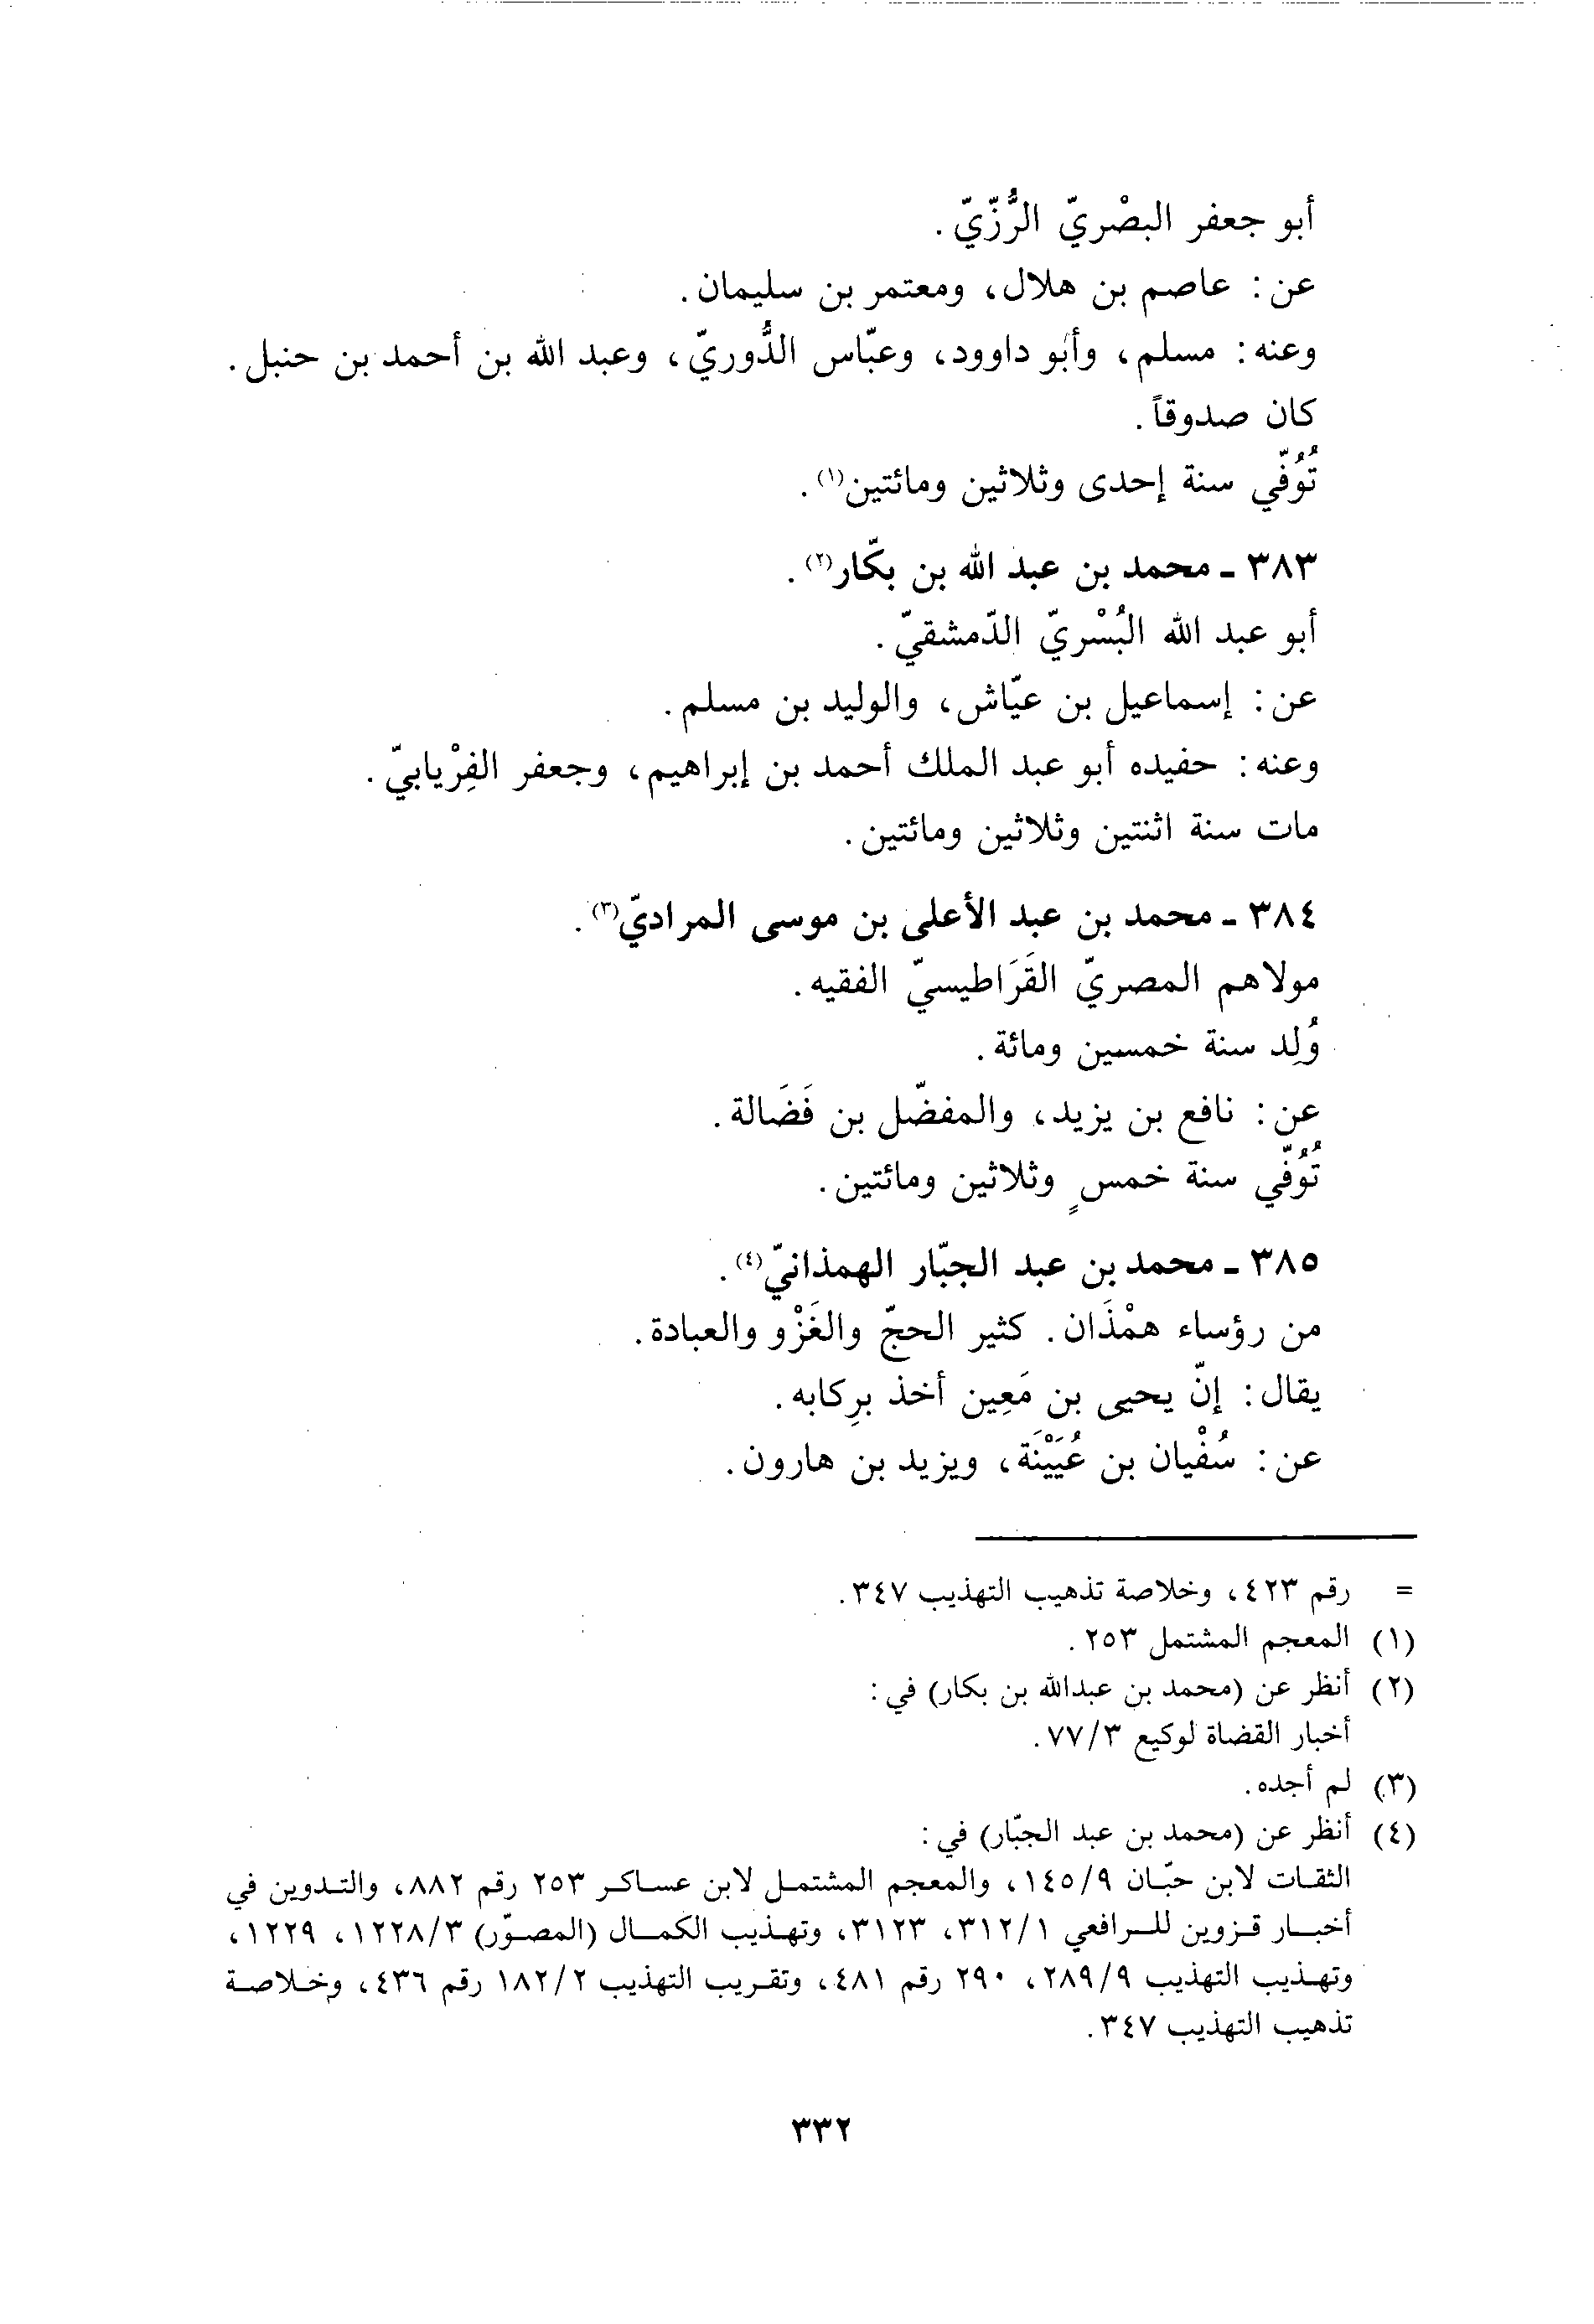 أبو جعفر البصْريّ الرُّزّيّ.
عن: عاصم بن هلال، ومعتمر بن سليمان.
وعنه: مسلم، وأبو داوود، وعبّاس الدُّوريّ، وعبد الله بن أحمد بن حنبل.
كان صدوقاً.
تُوُفّي سنة إحدى وثلاثين ومائتين(١).
٣٨٣ ـ محمد بن عبد الله بن بكّار(٢).
أبو عبد الله البُسْريّ الدّمشقيّ.
عن: إسماعيل بن عيّاش، والوليد بن مسلم.
وعنه: حفيده أبو عبد الملك أحمد بن إبراهيم، وجعفر الفِرْيابيّ.
مات سنة اثنتين وثلاثين ومائتين.
٣٨٤ ـ محمد بن عبد الأعلى بن موسى المراديّ(٣).
مولاهم المصريّ القَرَاطيسيّ الفقيه.
وُلِد سنة خمسين ومائة.
عن: نافع بن يزيد، والمفضّل بن فَضَالة.
تُوُفّي سنة خمسٍ وثلاثين ومائتين.
٣٨٥ ـ محمد بن عبد الجبّار الهمذانيّ(٤).
من رؤساء همْذَان. كثير الحجّ والغَزْو والعبادة.
يقال: إنّ يحيى بن مَعِين أخذ برِكابه.
عن: سُفْيان بن عُيَيْنَة، ويزيد بن هارون.
= رقم ٤٢٣، وخلاصة تذهيب التهذيب ٣٤٧.
(١) المعجم المشتمل ٢٥٣.
(٢) أنظر عن (محمد بن عبدالله بن بكار) في:
أخبار القضاة لوكيع ٣/٧٧.
(٣) لم أجده.
(٤) أنظر عن (محمد بن عبد الجبّار) في:
الثقات لابن حبّان ٩/١٤٥، والمعجم المشتمل لابن عساكر ٢٥٣ رقم ٨٨٢، والتدوين في
أخبار قزوين للرافعي ١/٣١٢، ٣١٢٣، وتهذيب الكمال (المصوّر) ٣/١٢٢٨، ١٢٢٩،
وتهذيب التهذيب ٩/٢٨٩، ٢٩٠ رقم ٤٨١، وتقريب التهذيب ٢/١٨٢ رقم ٤٣٦، وخلاصة
تذهيب التهذيب ٣٤٧.
٣٣٢